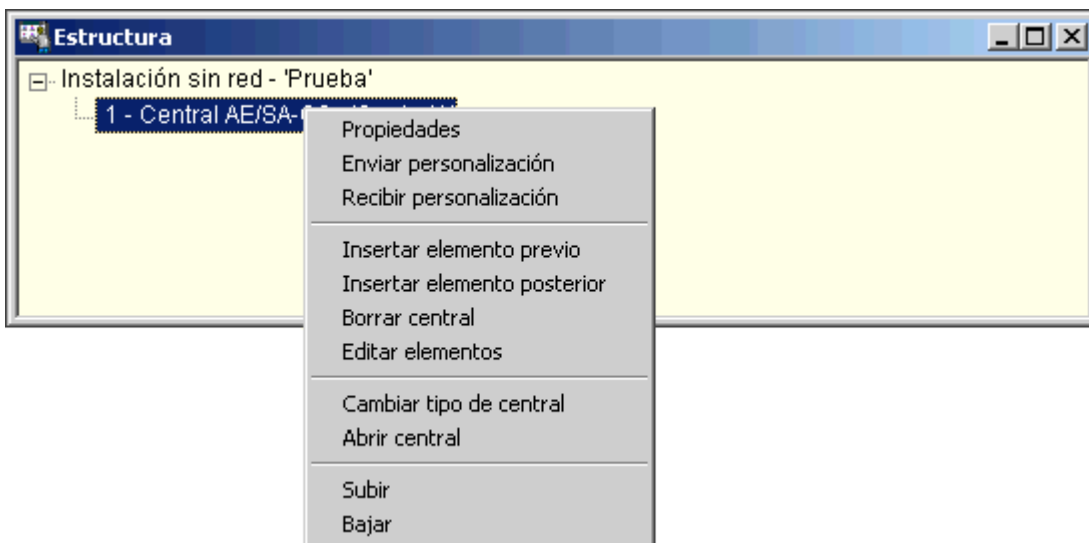 Estructura
Instalación sin red - 'Prueba'
1 - Central AE/SA-
Propiedades
Enviar personalización
Recibir personalización
Insertar elemento previo
Insertar elemento posterior
Borrar central
Editar elementos
Cambiar tipo de central
Abrir central
Subir
Bajar